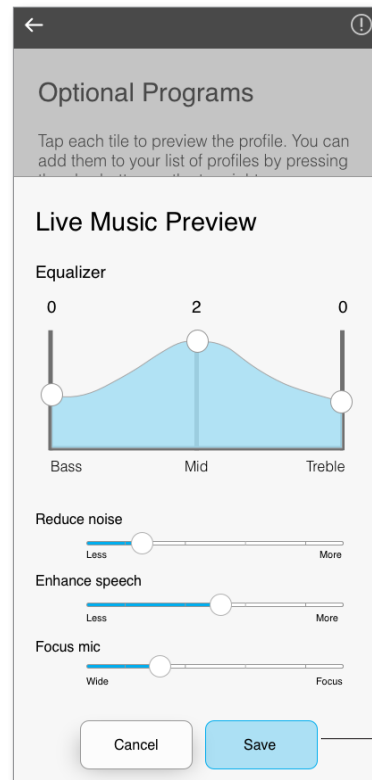 Optional Programs
Tap each tile to preview the profile. You can
add them to your list of profiles by pressing
Live Music Preview
Equalizer
0 2 0
Bass Mid Treble
Reduce noise
Less More
Enhance speech
Less More
Focus mic
Wide Focus
Cancel Save